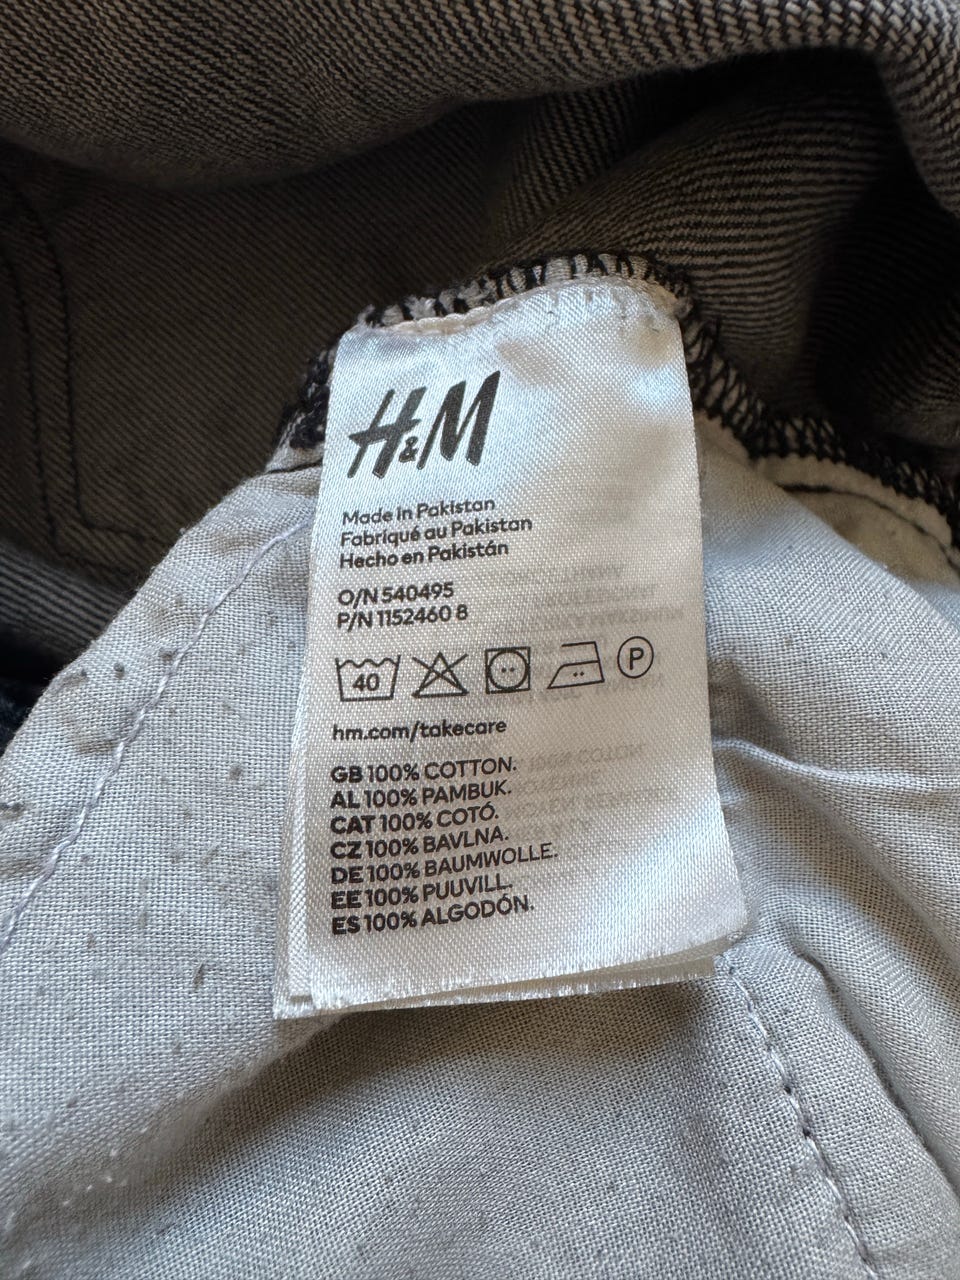 H&M
Made in Pakistan
Fabriqué au Pakistan
Hecho en Pakistán
O/N 540495
P/N 1152460 8
40 P
hm.com/takecare
GB 100% COTTON.
AL 100% PAMBUK.
CAT 100% COTÓ.
CZ 100% BAVLNA.
DE 100% BAUMWOLLE.
EE 100% PUUVILL.
ES 100% ALGODÓN.